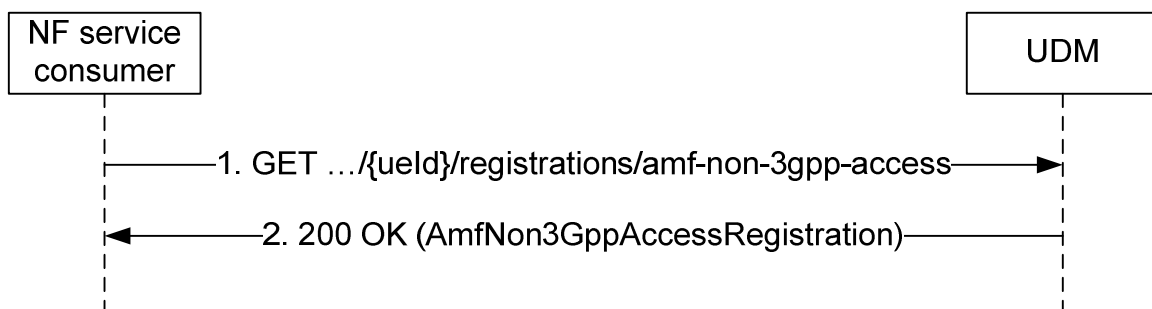 NF service
consumer
UDM
1. GET …/{ueId}/registrations/amf-non-3gpp-access
2. 200 OK (AmfNon3GppAccessRegistration)